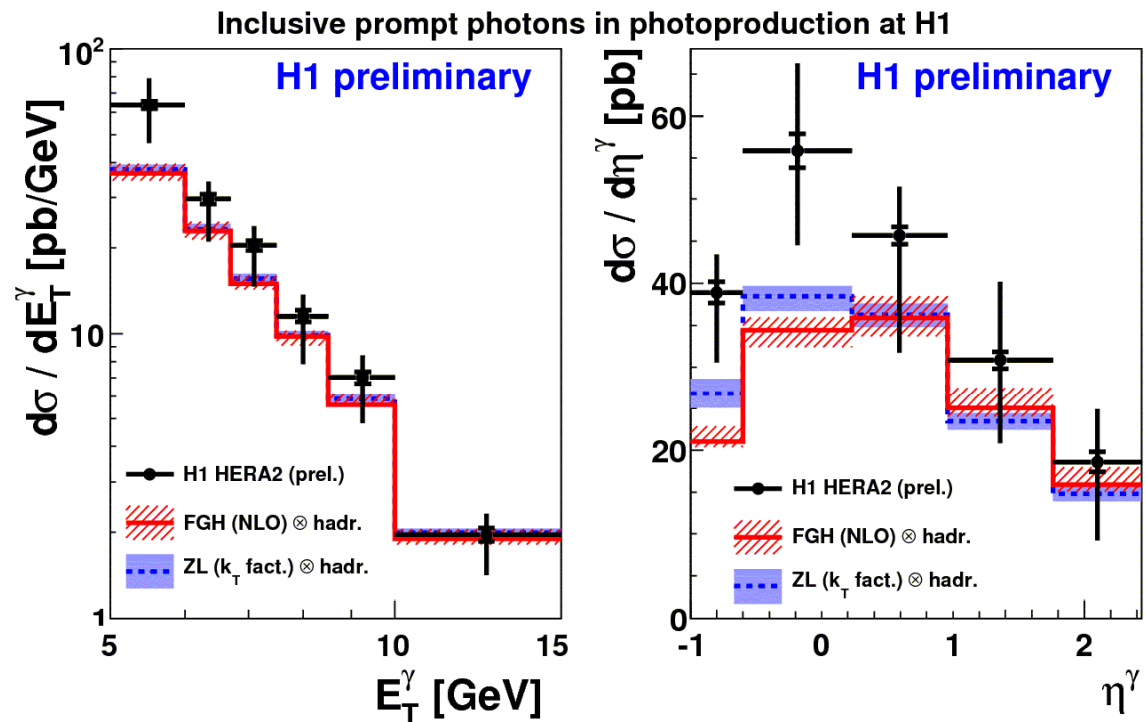 Inclusive prompt photons in photoproduction at H1
dσ / dE_T^γ [pb/GeV]
10²
10
1
H1 preliminary
H1 HERA2 (prel.)
FGH (NLO) ⊗ hadr.
ZL (k_T fact.) ⊗ hadr.
5 10 15
E_T^γ [GeV]
dσ / dη^γ [pb]
60
40
20
0
H1 preliminary
H1 HERA2 (prel.)
FGH (NLO) ⊗ hadr.
ZL (k_T fact.) ⊗ hadr.
-1 0 1 2
η^γ